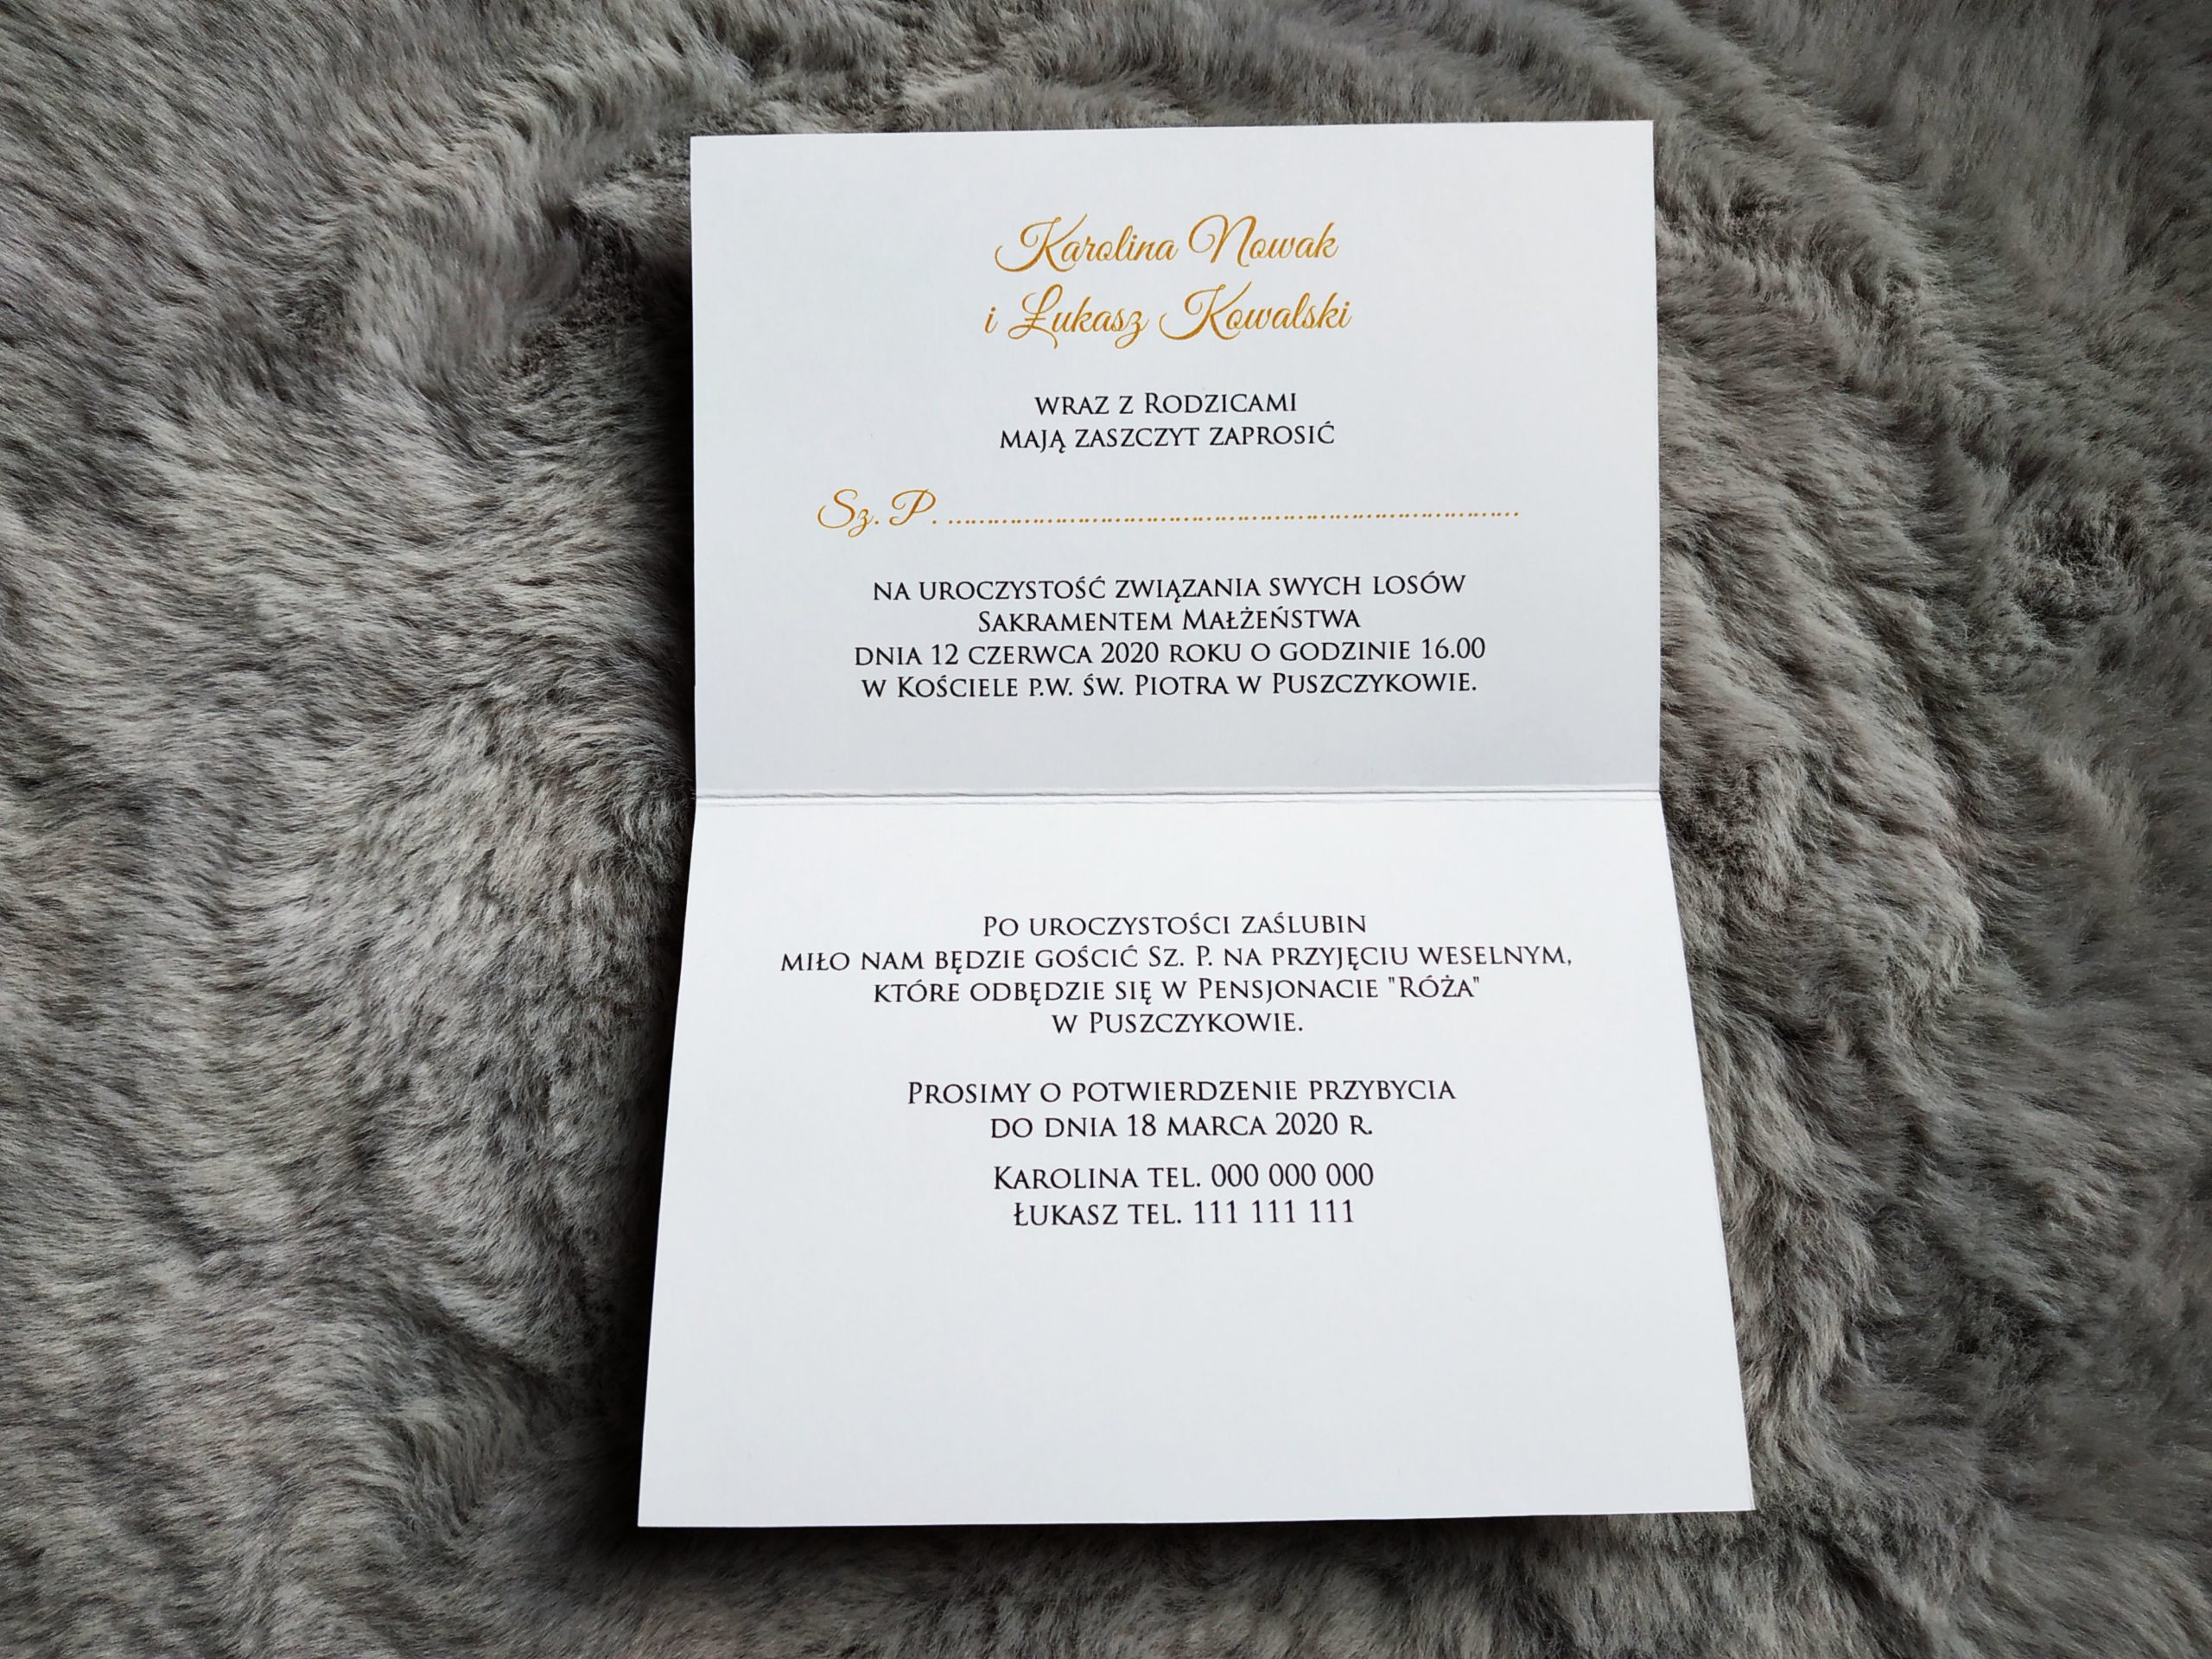 Karolina Nowak
i Łukasz Kowalski
wraz z Rodzicami
mają zaszczyt zaprosić
Sz. P. ............................................................................
na uroczystość związania swych losów
Sakramentem Małżeństwa
dnia 12 czerwca 2020 roku o godzinie 16.00
w Kościele p.w. św. Piotra w Puszczykowie.
Po uroczystości zaślubin
miło nam będzie gościć Sz. P. na przyjęciu weselnym,
które odbędzie się w Pensjonacie "Róża"
w Puszczykowie.
Prosimy o potwierdzenie przybycia
do dnia 18 marca 2020 r.
Karolina tel. 000 000 000
Łukasz tel. 111 111 111